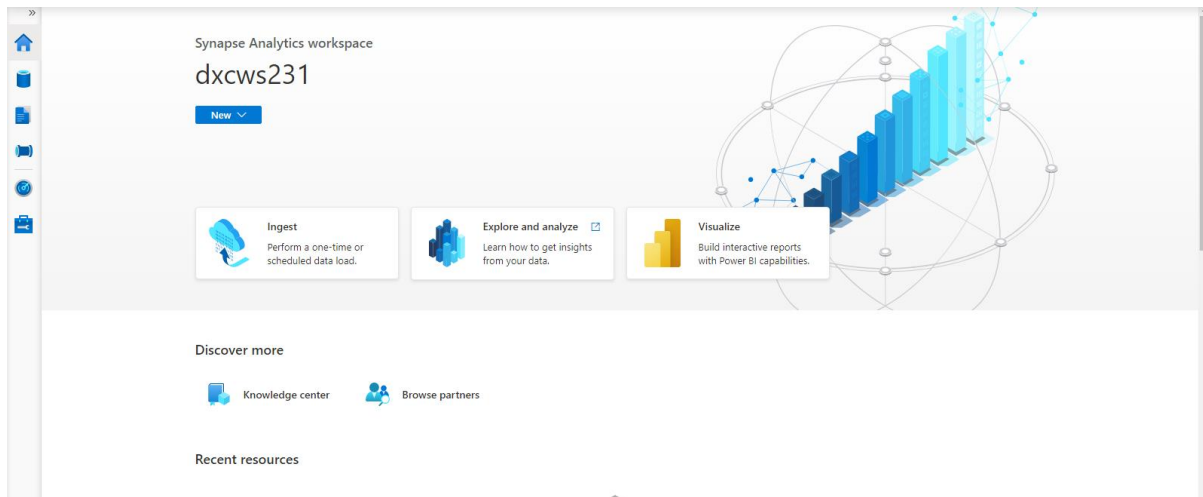 »
Synapse Analytics workspace
dxcws231
New
Ingest
Perform a one-time or
scheduled data load.
Explore and analyze
Learn how to get insights
from your data.
Visualize
Build interactive reports
with Power BI capabilities.
Discover more
Knowledge center
Browse partners
Recent resources